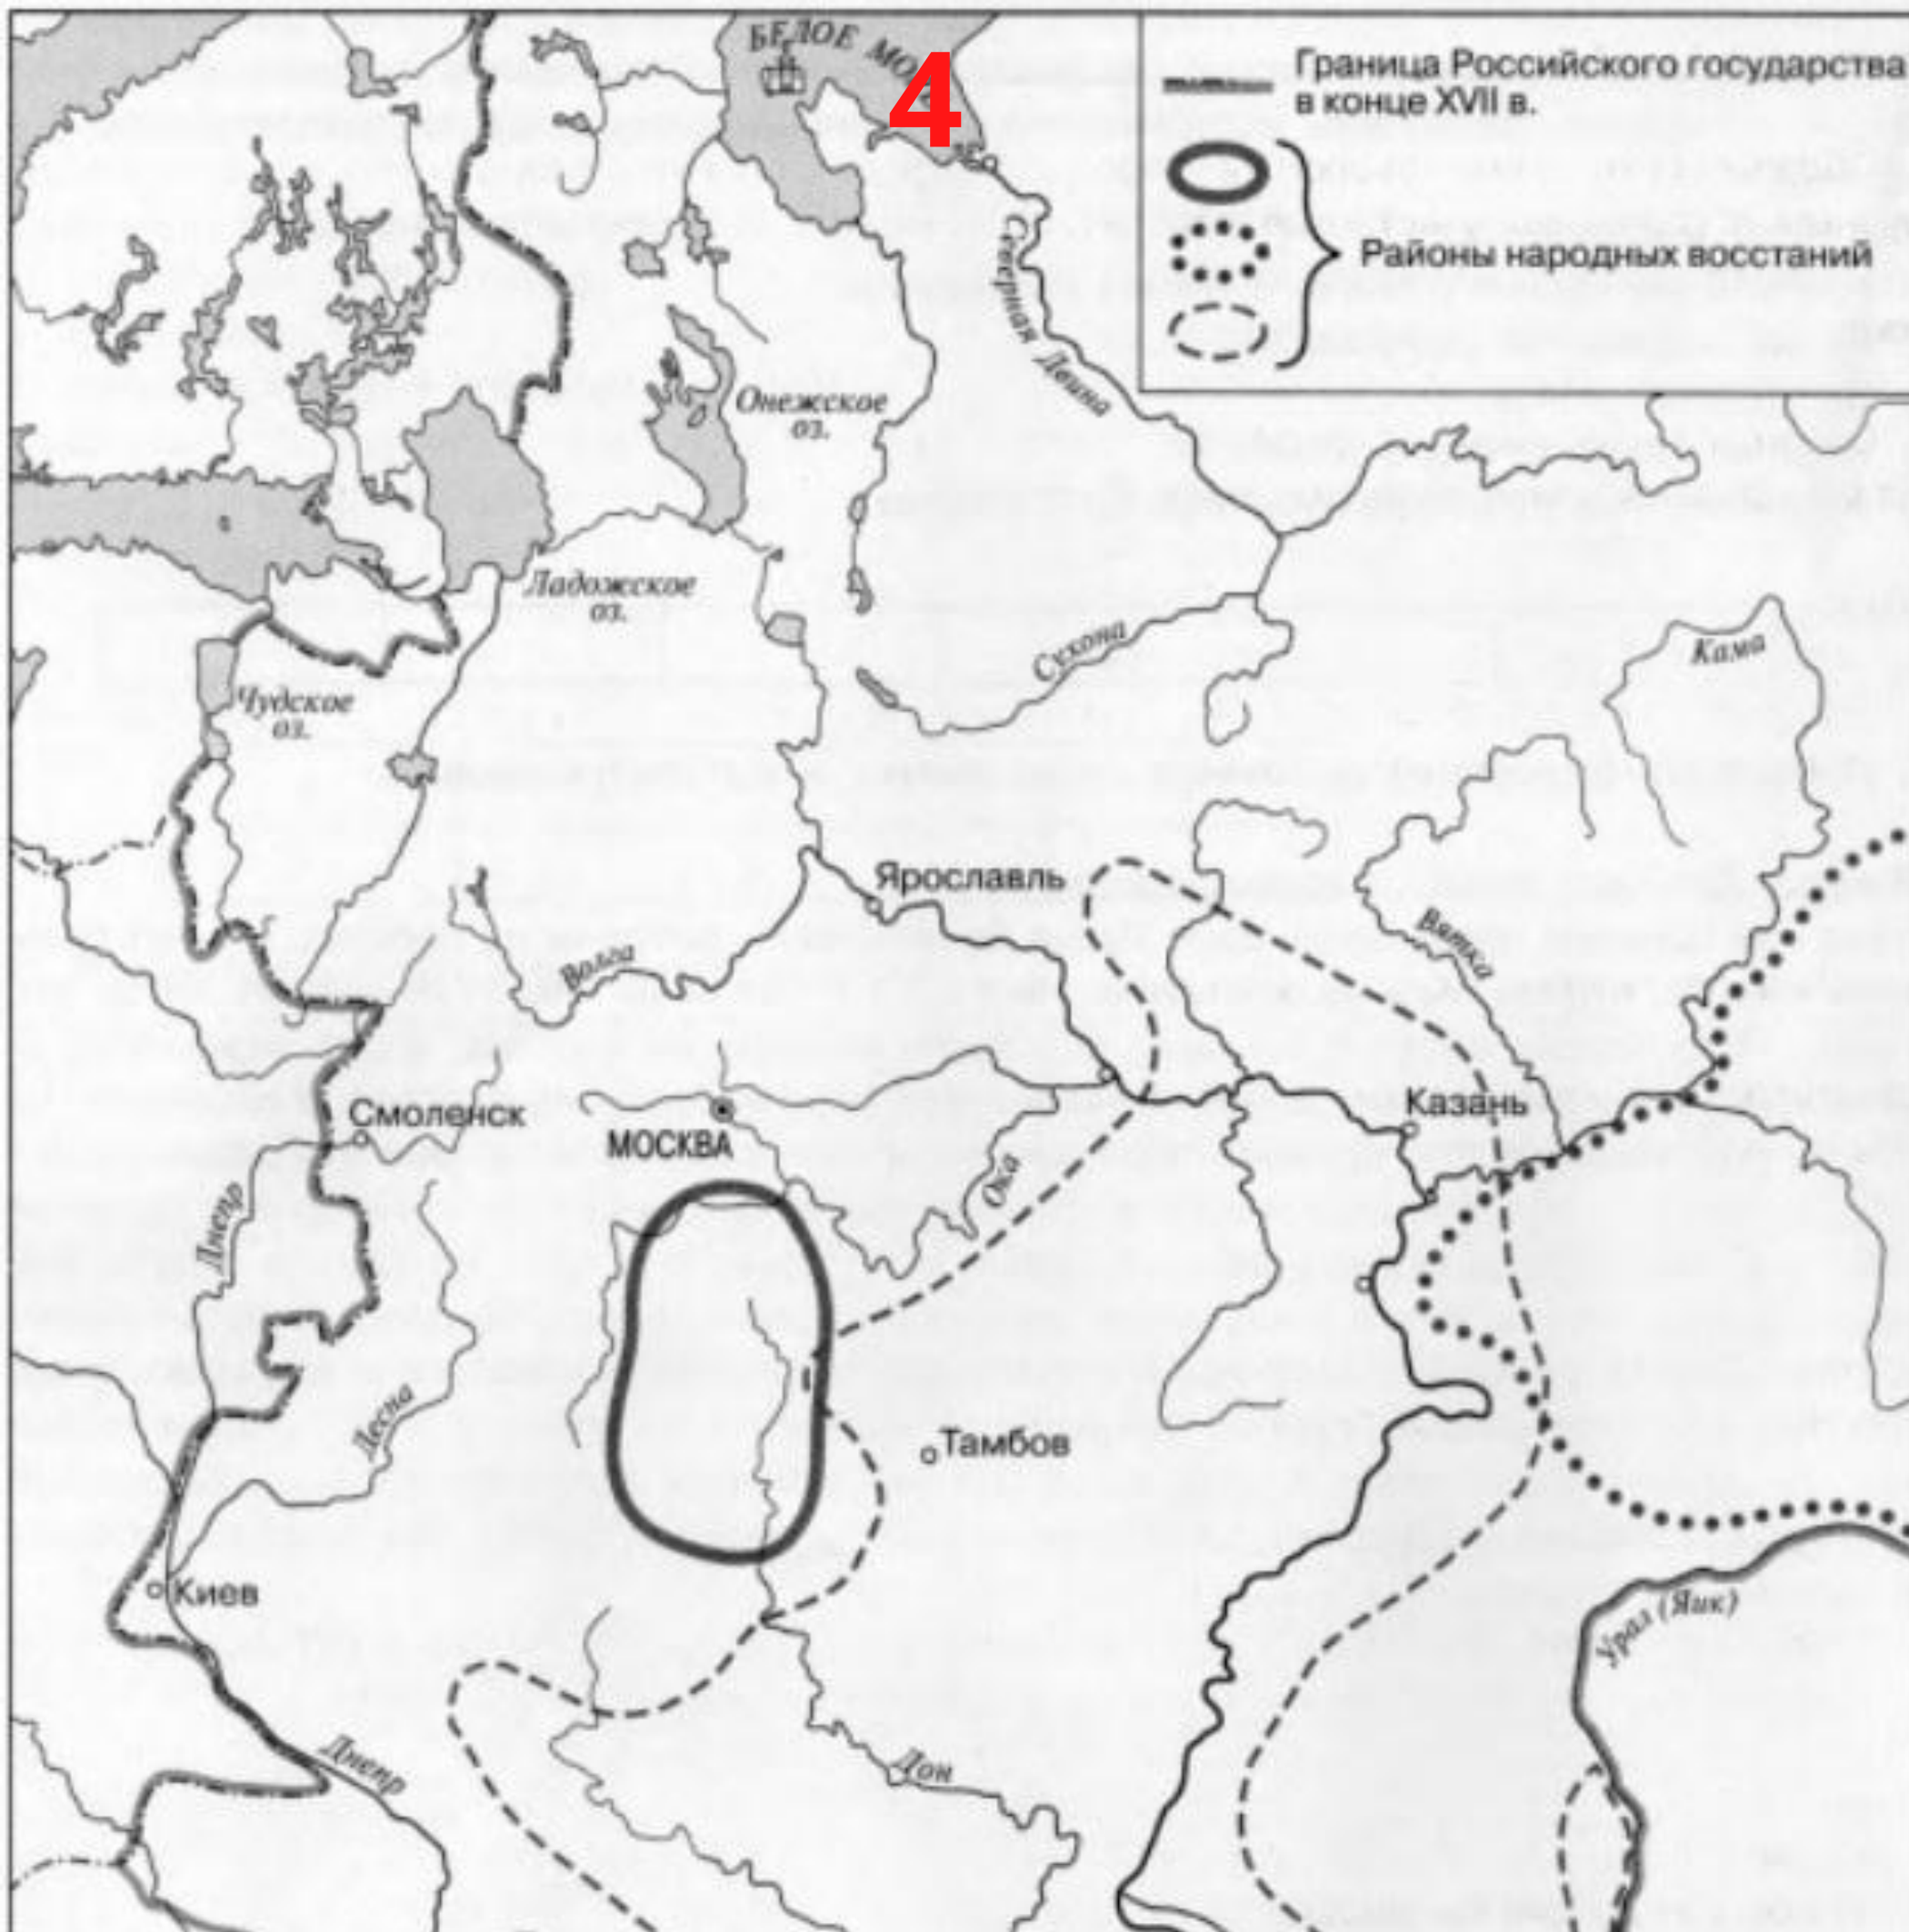 БЕЛОЕ
4
Граница Российского государства
в конце XVII в.
Районы народных восстаний
Северная Двина
Онежское
оз.
Ладожское
оз.
Сухона
Кама
Чудское
оз.
Ярославль
Вятка
Волга
Смоленск
МОСКВА
Казань
Ока
Днепр
Десна
Тамбов
Киев
Урал (Яик)
Днепр
Дон